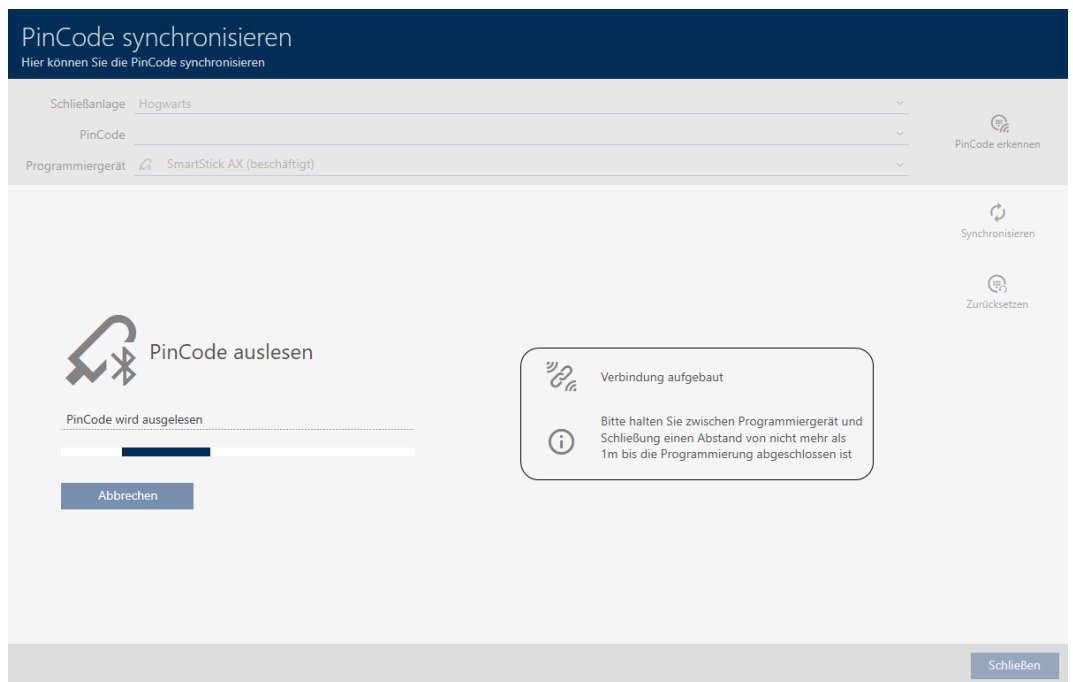 PinCode synchronisieren
Hier können Sie die PinCode synchronisieren
Schließanlage Hogwarts
PinCode
Programmiergerät SmartStick AX (beschäftigt)
PinCode erkennen
Synchronisieren
Zurücksetzen
PinCode auslesen
PinCode wird ausgelesen
Abbrechen
Verbindung aufgebaut
Bitte halten Sie zwischen Programmiergerät und
Schließung einen Abstand von nicht mehr als
1m bis die Programmierung abgeschlossen ist
Schließen